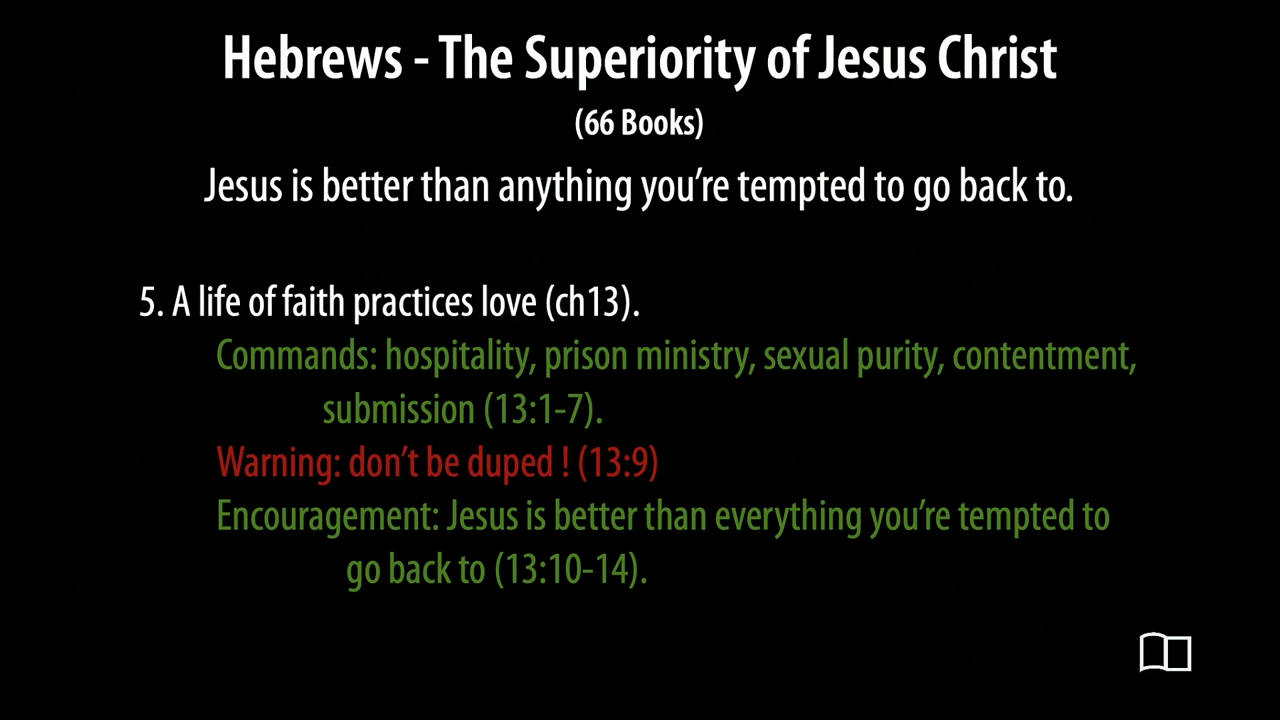 Hebrews - The Superiority of Jesus Christ
(66 Books)
Jesus is better than anything you’re tempted to go back to.
5. A life of faith practices love (ch13).
Commands: hospitality, prison ministry, sexual purity, contentment,
submission (13:1-7).
Warning: don’t be duped ! (13:9)
Encouragement: Jesus is better than everything you’re tempted to
go back to (13:10-14).